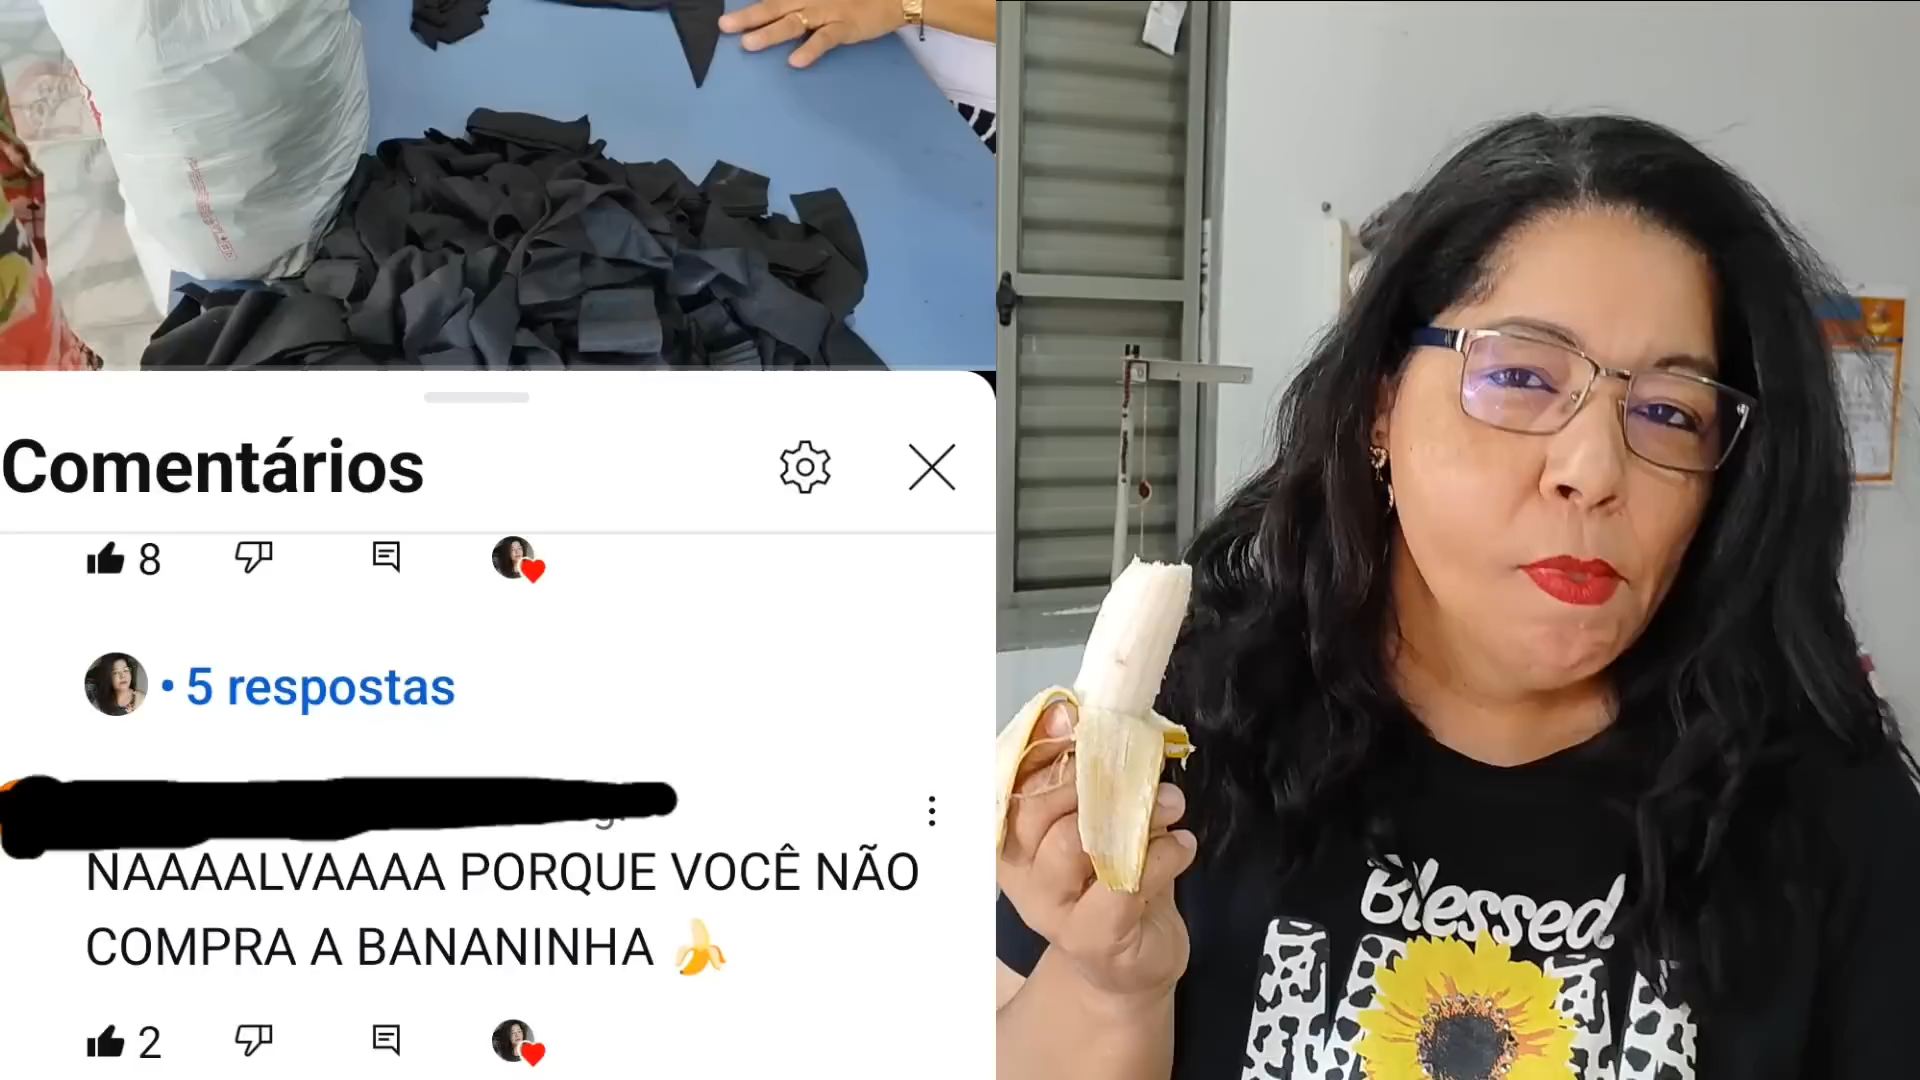 Comentários
8
• 5 respostas
NAAAALVAAAA PORQUE VOCÊ NÃO
COMPRA A BANANINHA 🍌
2
Blessed